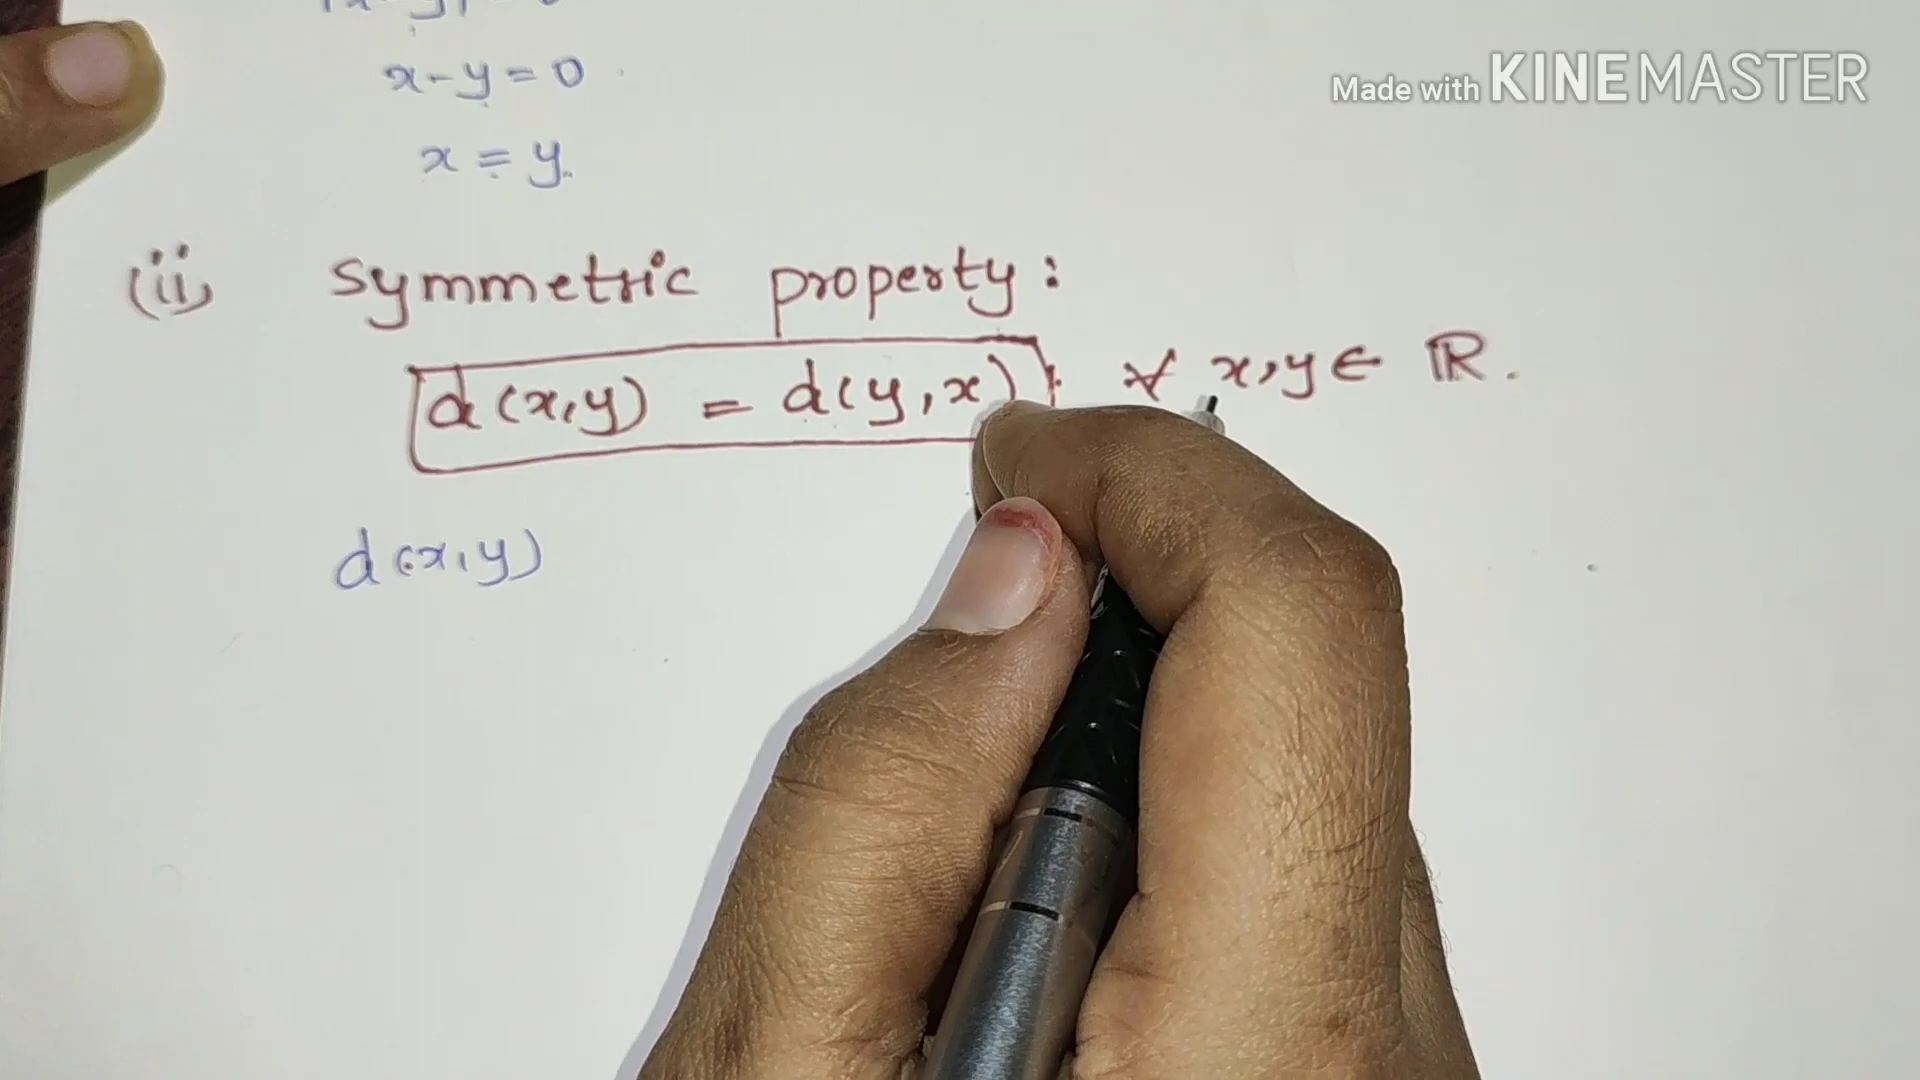 Made with KINEMASTER
x-y=0
x = y.
(ii) Symmetric property:
d(x,y) = d(y,x) ; ∀ x,y ∈ ℝ.
d(x,y)